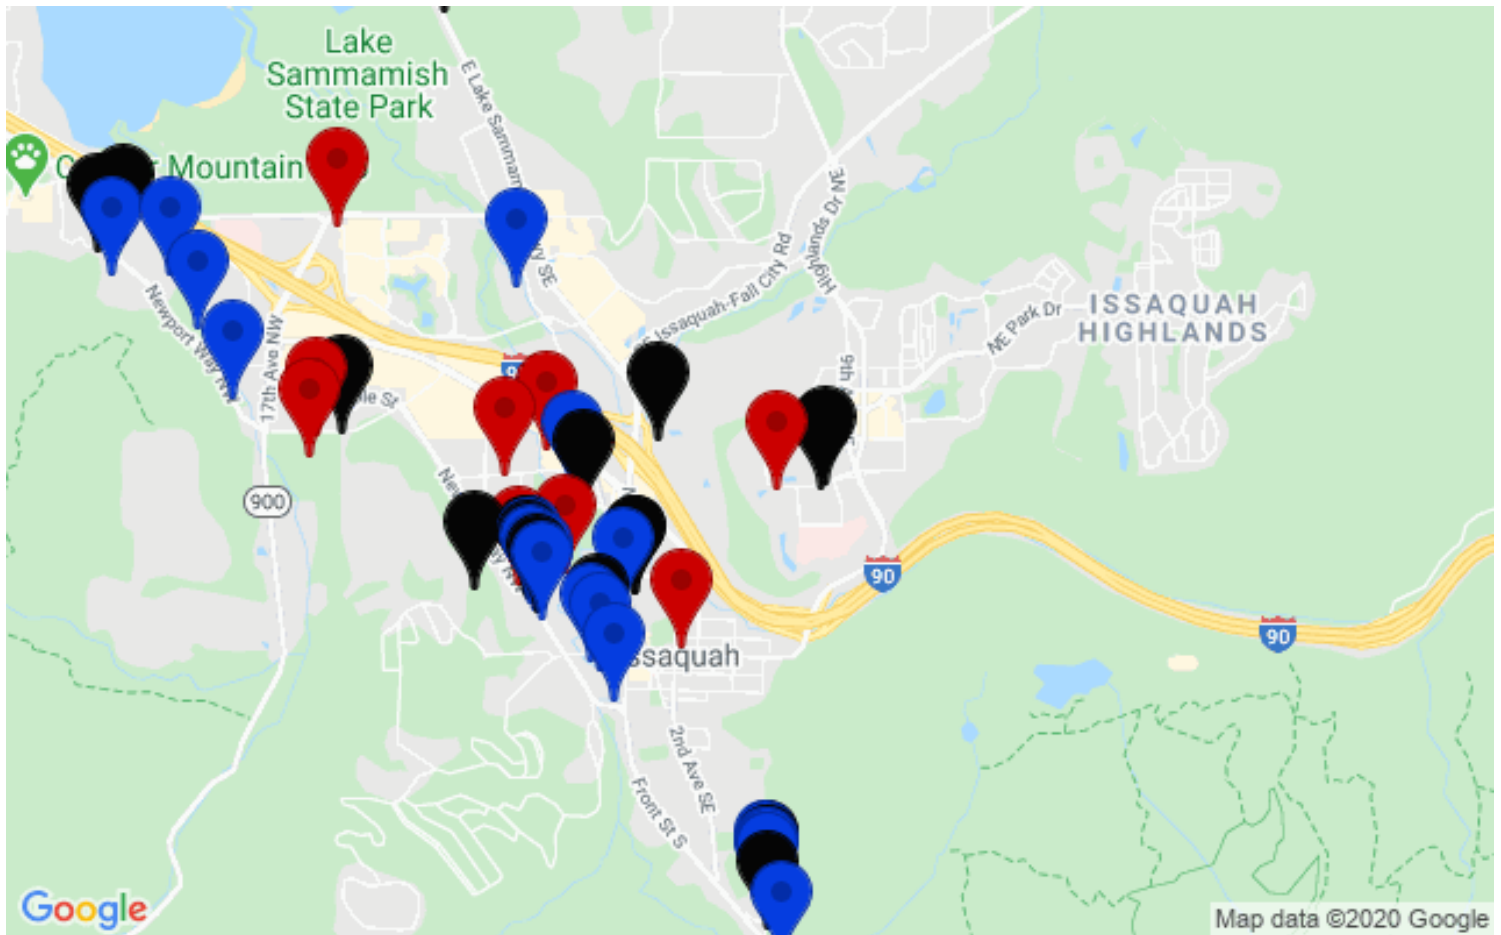 Lake
Sammamish
State Park
E Lake Sammam
Mountain
Highlands Dr NE
Issaquah-Fall City Rd
ISSAQUAH
HIGHLANDS
NE Park Dr
Newport Way NW
17th Ave NW
9th
90
900
90
90
ssaquah
2nd Ave SE
Front St S
Google
Map data ©2020 Google